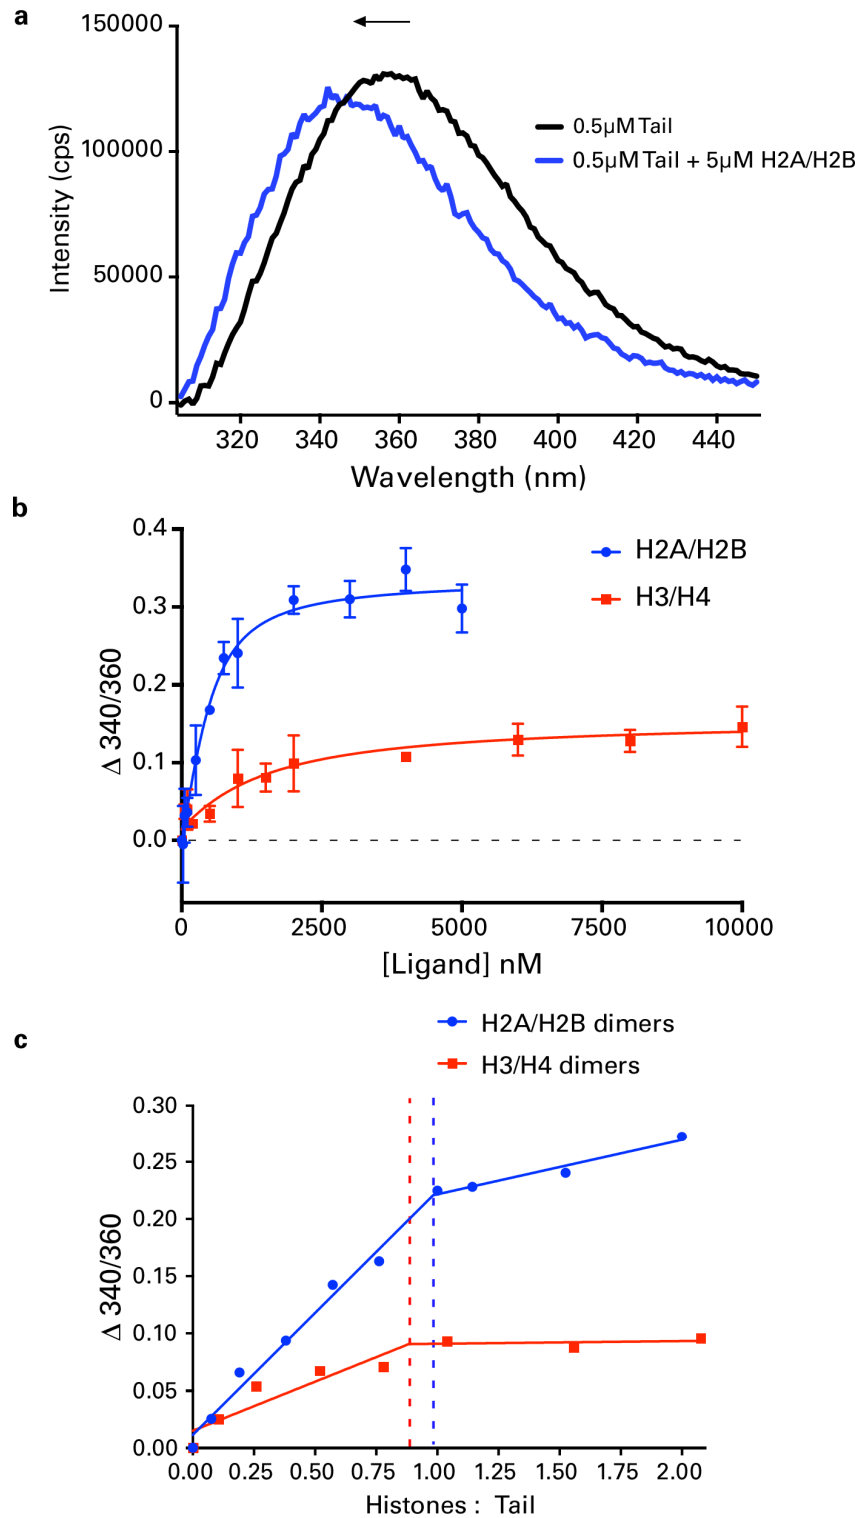 a
150000
100000
50000
0
Intensity (cps)
0.5µM Tail
0.5µM Tail + 5µM H2A/H2B
320 340 360 380 400 420 440
Wavelength (nm)
b
0.4
0.3
0.2
0.1
0.0
Δ 340/360
H2A/H2B
H3/H4
0 2500 5000 7500 10000
[Ligand] nM
c
H2A/H2B dimers
H3/H4 dimers
0.30
0.25
0.20
0.15
0.10
0.05
0.00
Δ 340/360
0.00 0.25 0.50 0.75 1.00 1.25 1.50 1.75 2.00
Histones : Tail